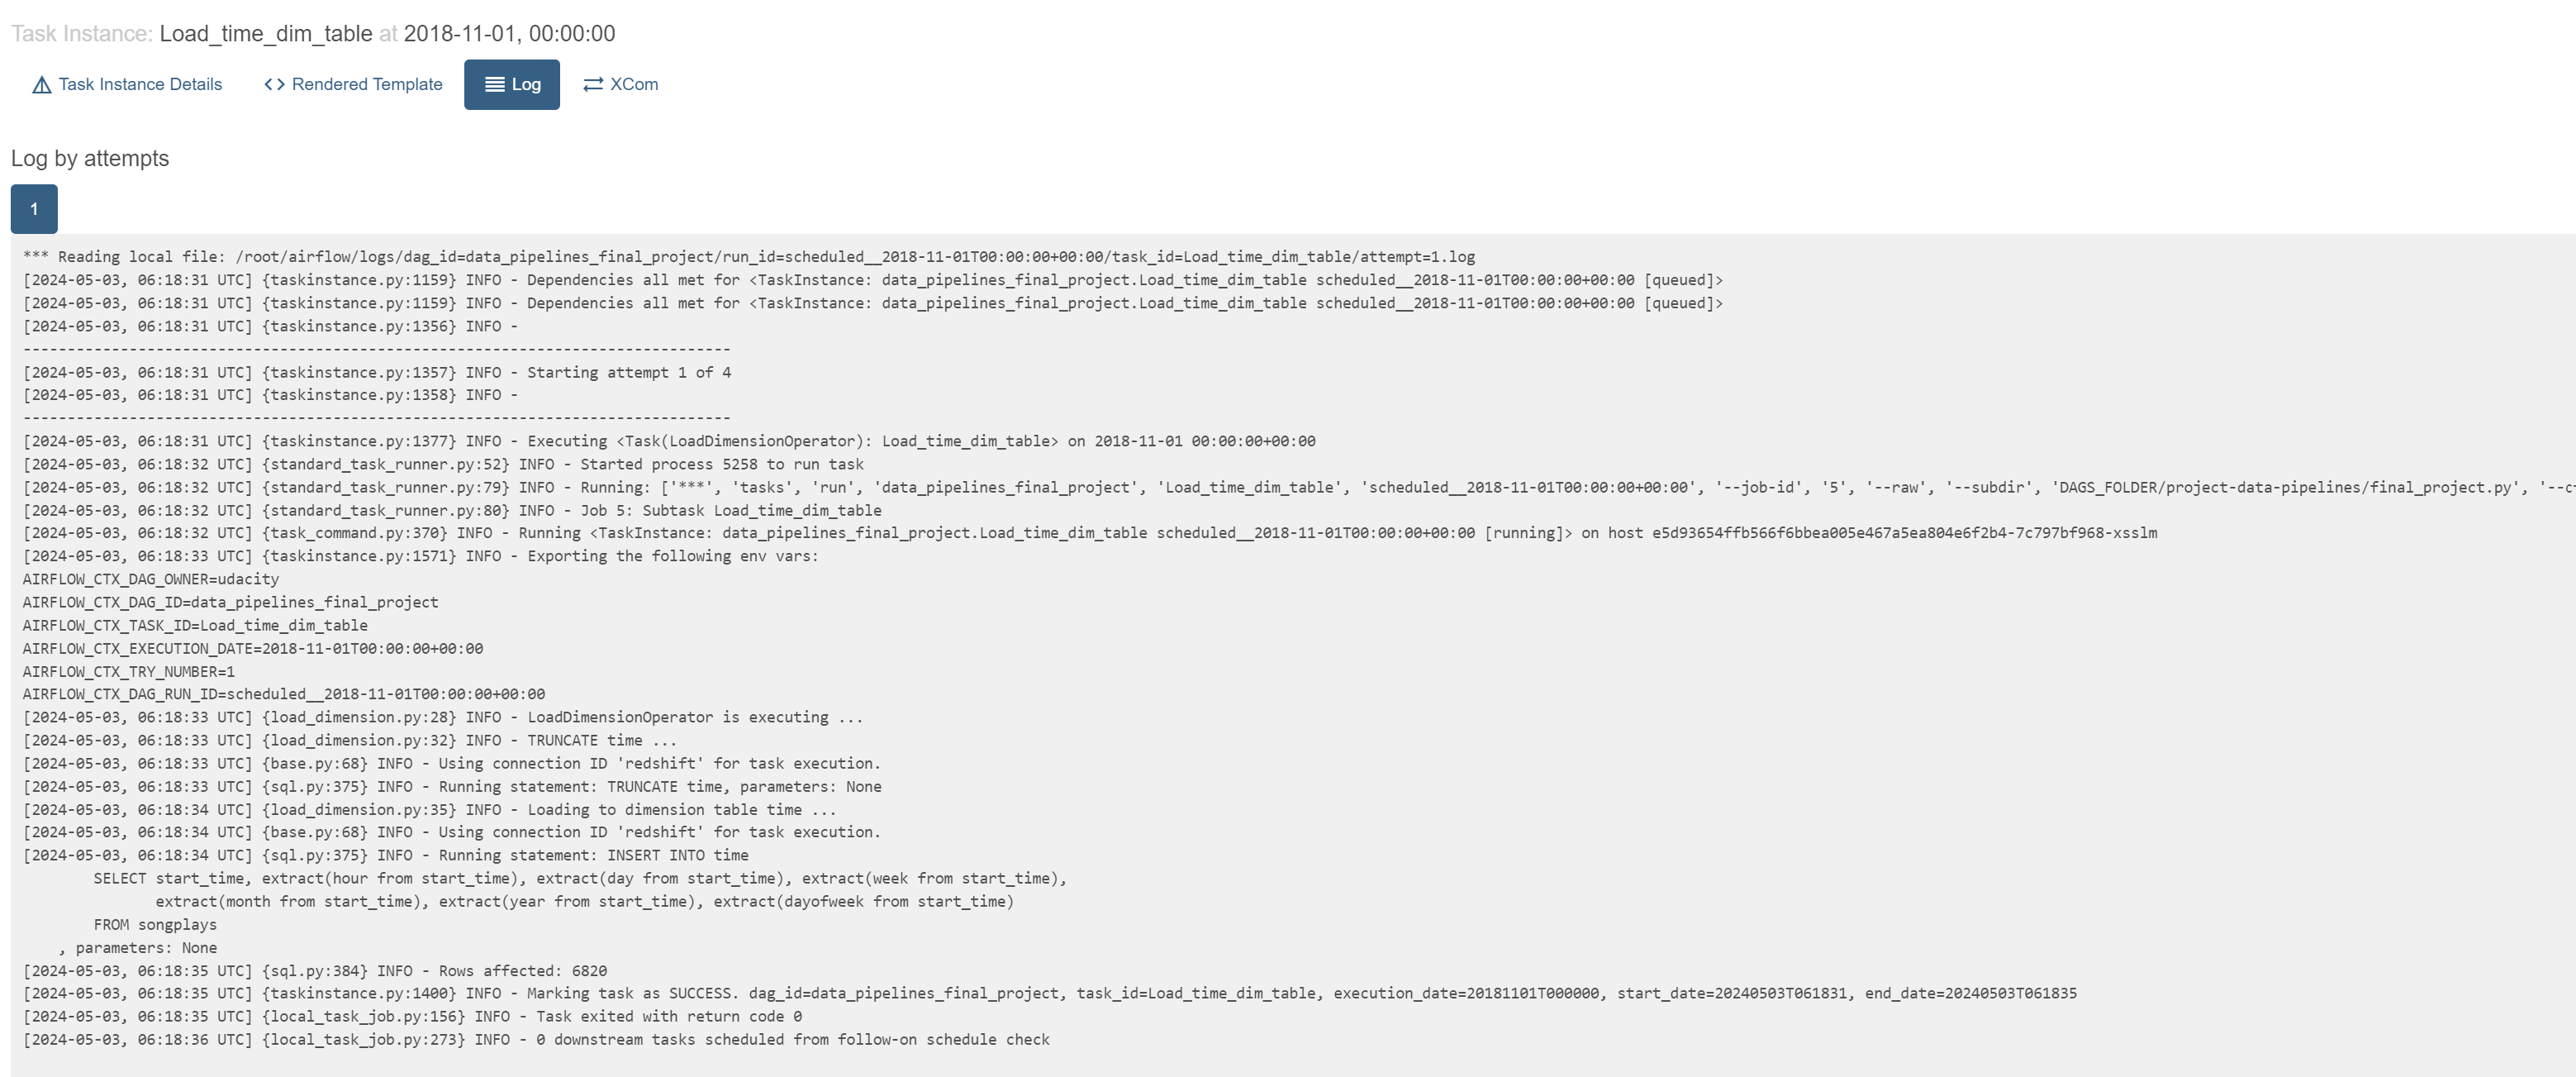 Task Instance: Load_time_dim_table at 2018-11-01, 00:00:00
Task Instance Details
<> Rendered Template
Log
XCom
Log by attempts
1
*** Reading local file: /root/airflow/logs/dag_id=data_pipelines_final_project/run_id=scheduled__2018-11-01T00:00:00+00:00/task_id=Load_time_dim_table/attempt=1.log
[2024-05-03, 06:18:31 UTC] {taskinstance.py:1159} INFO - Dependencies all met for <TaskInstance: data_pipelines_final_project.Load_time_dim_table scheduled__2018-11-01T00:00:00+00:00 [queued]>
[2024-05-03, 06:18:31 UTC] {taskinstance.py:1159} INFO - Dependencies all met for <TaskInstance: data_pipelines_final_project.Load_time_dim_table scheduled__2018-11-01T00:00:00+00:00 [queued]>
[2024-05-03, 06:18:31 UTC] {taskinstance.py:1356} INFO -
--------------------------------------------------------------------------------
[2024-05-03, 06:18:31 UTC] {taskinstance.py:1357} INFO - Starting attempt 1 of 4
[2024-05-03, 06:18:31 UTC] {taskinstance.py:1358} INFO -
--------------------------------------------------------------------------------
[2024-05-03, 06:18:31 UTC] {taskinstance.py:1377} INFO - Executing <Task(LoadDimensionOperator): Load_time_dim_table> on 2018-11-01 00:00:00+00:00
[2024-05-03, 06:18:32 UTC] {standard_task_runner.py:52} INFO - Started process 5258 to run task
[2024-05-03, 06:18:32 UTC] {standard_task_runner.py:79} INFO - Running: ['***', 'tasks', 'run', 'data_pipelines_final_project', 'Load_time_dim_table', 'scheduled__2018-11-01T00:00:00+00:00', '--job-id', '5', '--raw', '--subdir', 'DAGS_FOLDER/project-data-pipelines/final_project.py',
[2024-05-03, 06:18:32 UTC] {standard_task_runner.py:80} INFO - Job 5: Subtask Load_time_dim_table
[2024-05-03, 06:18:32 UTC] {task_command.py:370} INFO - Running <TaskInstance: data_pipelines_final_project.Load_time_dim_table scheduled__2018-11-01T00:00:00+00:00 [running]> on host e5d93654ffb566f6bbea005e467a5ea804e6f2b4-7c797bf968-xsslm
[2024-05-03, 06:18:33 UTC] {taskinstance.py:1571} INFO - Exporting the following env vars:
AIRFLOW_CTX_DAG_OWNER=udacity
AIRFLOW_CTX_DAG_ID=data_pipelines_final_project
AIRFLOW_CTX_TASK_ID=Load_time_dim_table
AIRFLOW_CTX_EXECUTION_DATE=2018-11-01T00:00:00+00:00
AIRFLOW_CTX_TRY_NUMBER=1
AIRFLOW_CTX_DAG_RUN_ID=scheduled__2018-11-01T00:00:00+00:00
[2024-05-03, 06:18:33 UTC] {load_dimension.py:28} INFO - LoadDimensionOperator is executing ...
[2024-05-03, 06:18:33 UTC] {load_dimension.py:32} INFO - TRUNCATE time ...
[2024-05-03, 06:18:33 UTC] {base.py:68} INFO - Using connection ID 'redshift' for task execution.
[2024-05-03, 06:18:33 UTC] {sql.py:375} INFO - Running statement: TRUNCATE time, parameters: None
[2024-05-03, 06:18:34 UTC] {load_dimension.py:35} INFO - Loading to dimension table time ...
[2024-05-03, 06:18:34 UTC] {base.py:68} INFO - Using connection ID 'redshift' for task execution.
[2024-05-03, 06:18:34 UTC] {sql.py:375} INFO - Running statement: INSERT INTO time
SELECT start_time, extract(hour from start_time), extract(day from start_time), extract(week from start_time),
extract(month from start_time), extract(year from start_time), extract(dayofweek from start_time)
FROM songplays
, parameters: None
[2024-05-03, 06:18:35 UTC] {sql.py:384} INFO - Rows affected: 6820
[2024-05-03, 06:18:35 UTC] {taskinstance.py:1400} INFO - Marking task as SUCCESS. dag_id=data_pipelines_final_project, task_id=Load_time_dim_table, execution_date=20181101T000000, start_date=20240503T061831, end_date=20240503T061835
[2024-05-03, 06:18:35 UTC] {local_task_job.py:156} INFO - Task exited with return code 0
[2024-05-03, 06:18:36 UTC] {local_task_job.py:273} INFO - 0 downstream tasks scheduled from follow-on schedule check